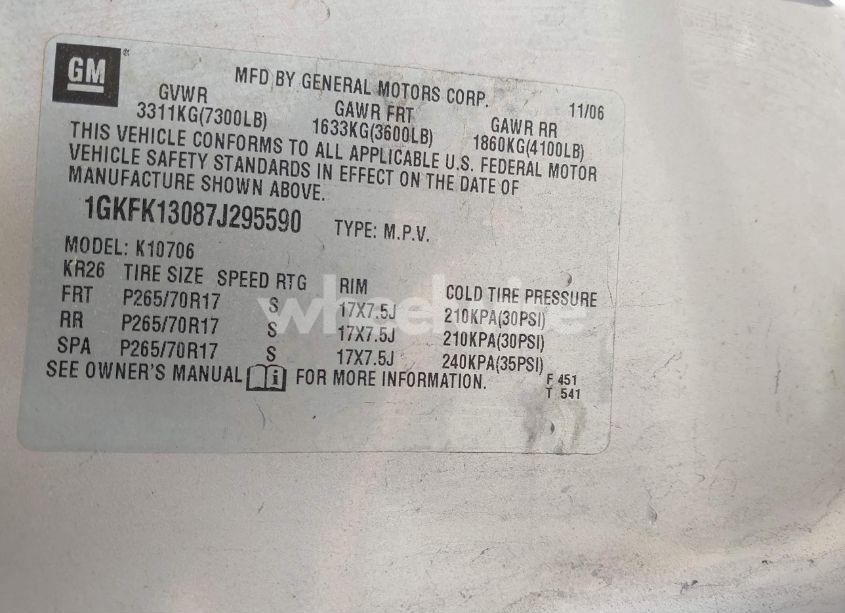 GM
MFD BY GENERAL MOTORS CORP. 11/06
GVWR GAWR FRT GAWR RR
3311KG(7300LB) 1633KG(3600LB) 1860KG(4100LB)
THIS VEHICLE CONFORMS TO ALL APPLICABLE U.S. FEDERAL MOTOR
VEHICLE SAFETY STANDARDS IN EFFECT ON THE DATE OF
MANUFACTURE SHOWN ABOVE.
1GKFK13087J295590 TYPE: M.P.V.
MODEL: K10706
KR26 TIRE SIZE SPEED RTG RIM COLD TIRE PRESSURE
FRT P265/70R17 S 17X7.5J 210KPA(30PSI)
RR P265/70R17 S 17X7.5J 210KPA(30PSI)
SPA P265/70R17 S 17X7.5J 240KPA(35PSI)
SEE OWNER'S MANUAL i FOR MORE INFORMATION.
F 451
T 541